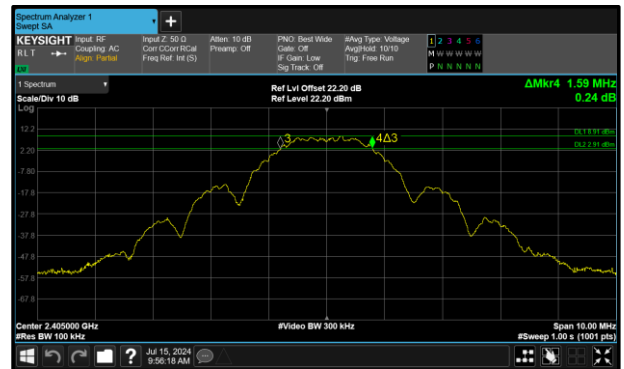 Spectrum Analyzer 1
Swept SA
+
KEYSIGHT
RLT
Input: RF
Coupling: AC
Align: Partial
Input Z: 50 Ω
Corr CCorr RCal
Freq Ref: Int (S)
Atten: 10 dB
Preamp: Off
PNO: Best Wide
Gate: Off
IF Gain: Low
Sig Track: Off
#Avg Type: Voltage
Avg|Hold: 10/10
Trig: Free Run
1 2 3 4 5 6
M W W W W W
P N N N N N
1 Spectrum
Scale/Div 10 dB
Log
Ref Lvl Offset 22.20 dB
Ref Level 22.20 dBm
ΔMkr4 1.59 MHz
0.24 dB
12.2
2.20
-7.80
-17.8
-27.8
-37.8
-47.8
-57.8
-67.8
3
4Δ3
DL1 8.91 dBm
DL2 2.91 dBm
Center 2.405000 GHz
#Res BW 100 kHz
#Video BW 300 kHz
Span 10.00 MHz
#Sweep 1.00 s (1001 pts)
?
Jul 15, 2024
9:56:18 AM